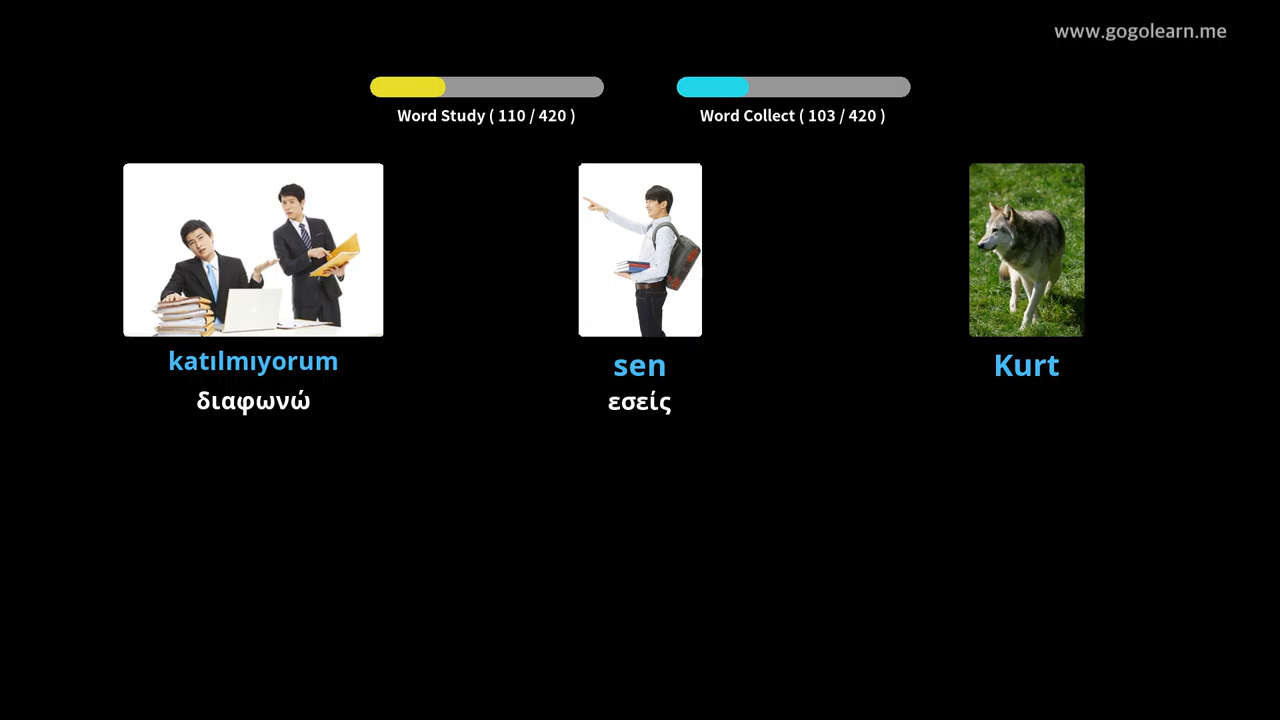 www.gogolearn.me
Word Study ( 110 / 420 )
Word Collect ( 103 / 420 )
katılmıyorum
διαφωνώ
sen
εσείς
Kurt